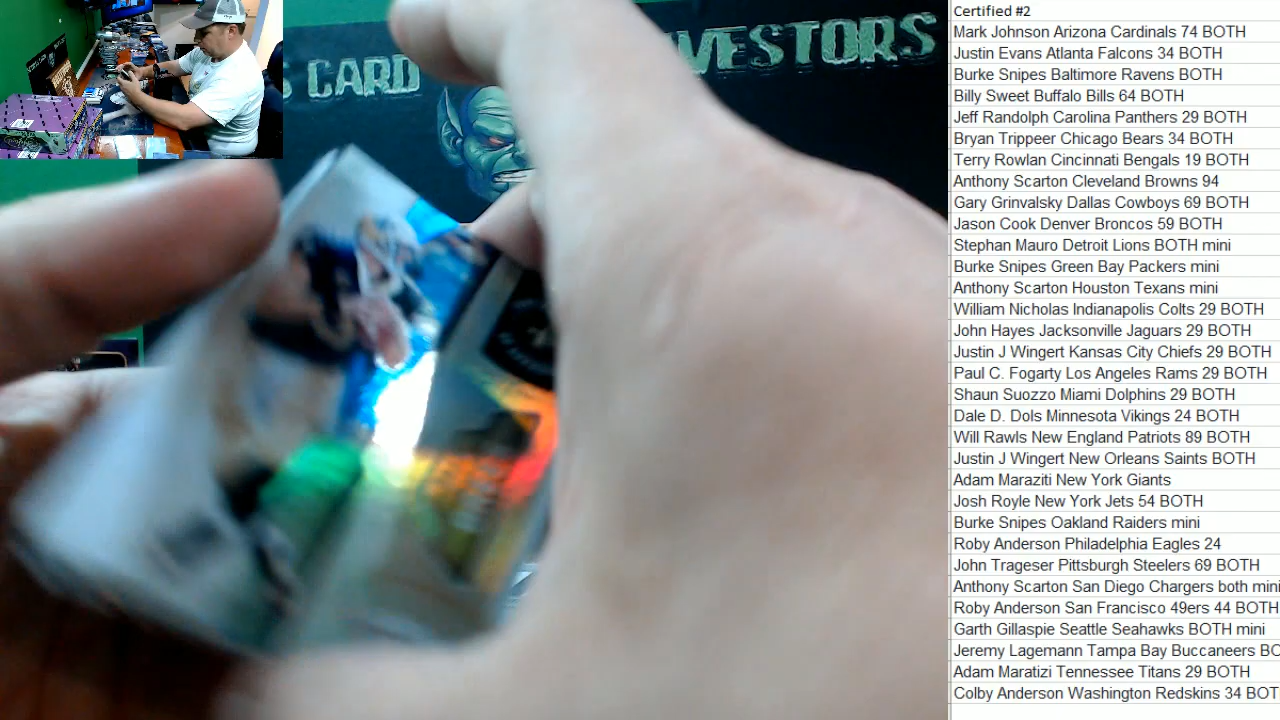 S CARD INVESTORS
Certified #2
Mark Johnson Arizona Cardinals 74 BOTH
Justin Evans Atlanta Falcons 34 BOTH
Burke Snipes Baltimore Ravens BOTH
Billy Sweet Buffalo Bills 64 BOTH
Jeff Randolph Carolina Panthers 29 BOTH
Bryan Trippeer Chicago Bears 34 BOTH
Terry Rowlan Cincinnati Bengals 19 BOTH
Anthony Scarton Cleveland Browns 94
Gary Grinvalsky Dallas Cowboys 69 BOTH
Jason Cook Denver Broncos 59 BOTH
Stephan Mauro Detroit Lions BOTH mini
Burke Snipes Green Bay Packers mini
Anthony Scarton Houston Texans mini
William Nicholas Indianapolis Colts 29 BOTH
John Hayes Jacksonville Jaguars 29 BOTH
Justin J Wingert Kansas City Chiefs 29 BOTH
Paul C. Fogarty Los Angeles Rams 29 BOTH
Shaun Suozzo Miami Dolphins 29 BOTH
Dale D. Dols Minnesota Vikings 24 BOTH
Will Rawls New England Patriots 89 BOTH
Justin J Wingert New Orleans Saints BOTH
Adam Maraziti New York Giants
Josh Royle New York Jets 54 BOTH
Burke Snipes Oakland Raiders mini
Roby Anderson Philadelphia Eagles 24
John Trageser Pittsburgh Steelers 69 BOTH
Anthony Scarton San Diego Chargers both mini
Roby Anderson San Francisco 49ers 44 BOTH
Garth Gillaspie Seattle Seahawks BOTH mini
Jeremy Lagemann Tampa Bay Buccaneers BO
Adam Maratizi Tennessee Titans 29 BOTH
Colby Anderson Washington Redskins 34 BOT